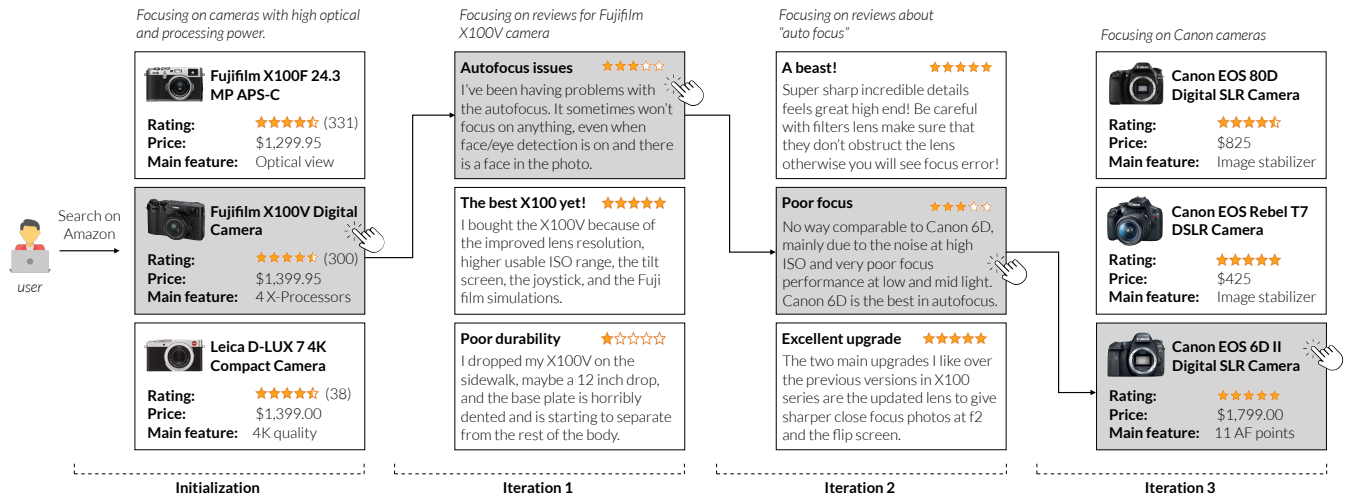 Focusing on cameras with high optical
and processing power.
Fujifilm X100F 24.3
MP APS-C
Rating: (331)
Price: $1,299.95
Main feature: Optical view
Search on
Amazon
user
Fujifilm X100V Digital
Camera
Rating: (300)
Price: $1,399.95
Main feature: 4 X-Processors
Leica D-LUX 7 4K
Compact Camera
Rating: (38)
Price: $1,399.00
Main feature: 4K quality
Initialization
Focusing on reviews for Fujifilm
X100V camera
Autofocus issues
I've been having problems with
the autofocus. It sometimes won't
focus on anything, even when
face/eye detection is on and there
is a face in the photo.
The best X100 yet!
I bought the X100V because of
the improved lens resolution,
higher usable ISO range, the tilt
screen, the joystick, and the Fuji
film simulations.
Poor durability
I dropped my X100V on the
sidewalk, maybe a 12 inch drop,
and the base plate is horribly
dented and is starting to separate
from the rest of the body.
Iteration 1
Focusing on reviews about
"auto focus"
A beast!
Super sharp incredible details
feels great high end! Be careful
with filters lens make sure that
they don't obstruct the lens
otherwise you will see focus error!
Poor focus
No way comparable to Canon 6D,
mainly due to the noise at high
ISO and very poor focus
performance at low and mid light.
Canon 6D is the best in autofocus.
Excellent upgrade
The two main upgrades I like over
the previous versions in X100
series are the updated lens to give
sharper close focus photos at f2
and the flip screen.
Iteration 2
Focusing on Canon cameras
Canon EOS 80D
Digital SLR Camera
Rating:
Price: $825
Main feature: Image stabilizer
Canon EOS Rebel T7
DSLR Camera
Rating:
Price: $425
Main feature: Image stabilizer
Canon EOS 6D II
Digital SLR Camera
Rating:
Price: $1,799.00
Main feature: 11 AF points
Iteration 3